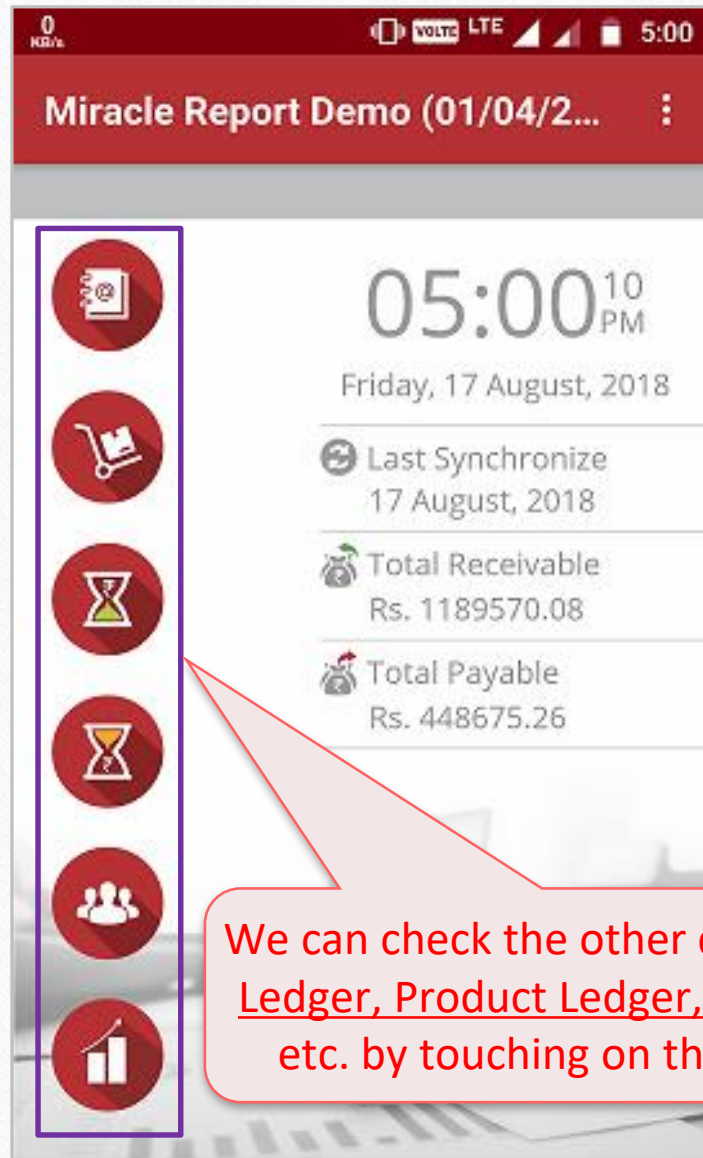 0
KB/s VOLTE LTE 5:00
Miracle Report Demo (01/04/2...
05:00 10
PM
Friday, 17 August, 2018
Last Synchronize
17 August, 2018
Total Receivable
Rs. 1189570.08
Total Payable
Rs. 448675.26
We can check the other
Ledger, Product Ledger,
etc. by touching on